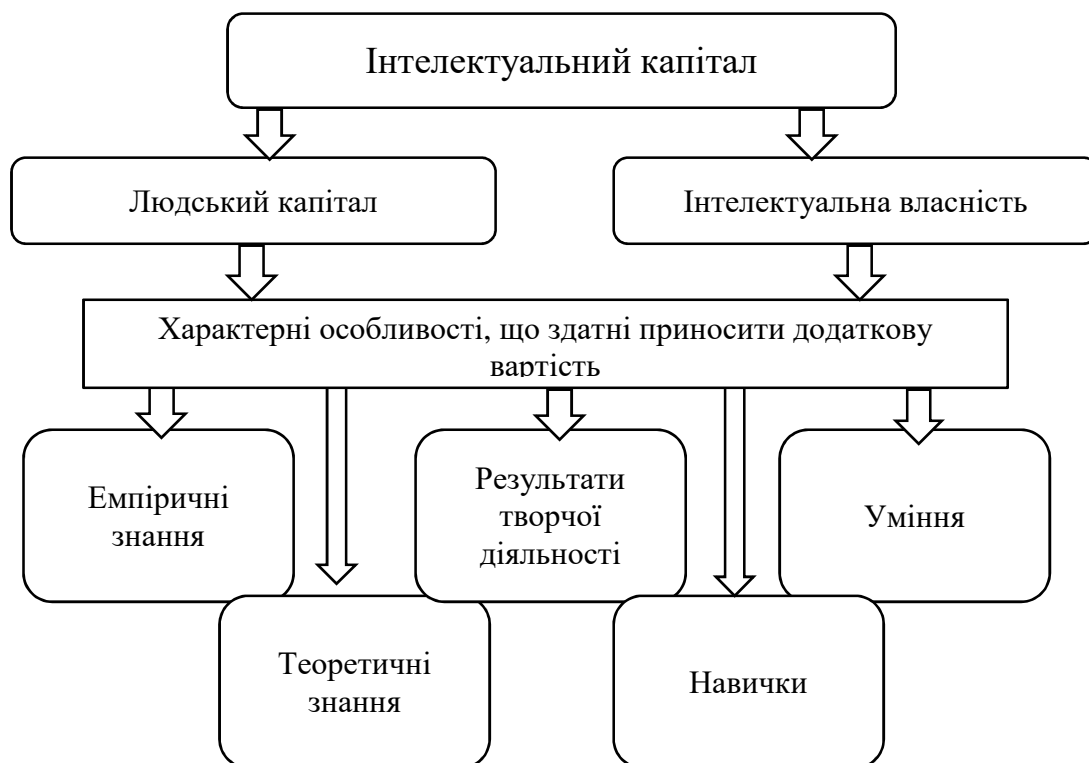 Інтелектуальний капітал
Людський капітал
Інтелектуальна власність
Характерні особливості, що здатні приносити додаткову
вартість
Емпіричні
знання
Результати
творчої
діяльності
Уміння
Теоретичні
знання
Навички